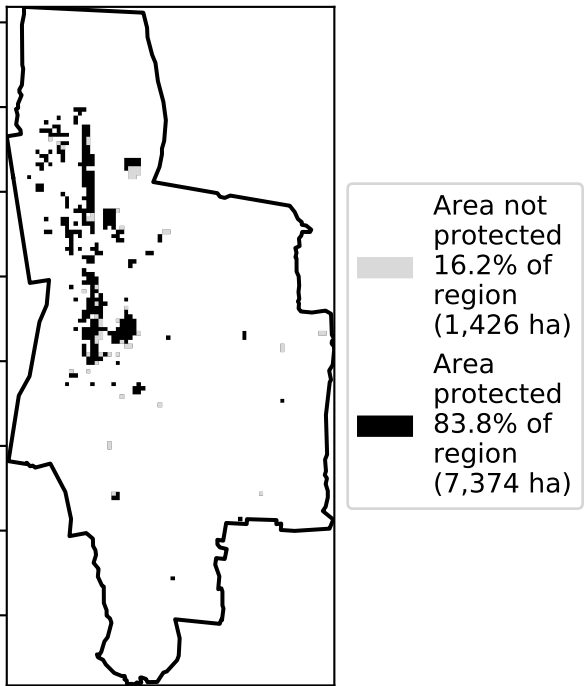 Area not
protected
16.2% of
region
(1,426 ha)
Area
protected
83.8% of
region
(7,374 ha)